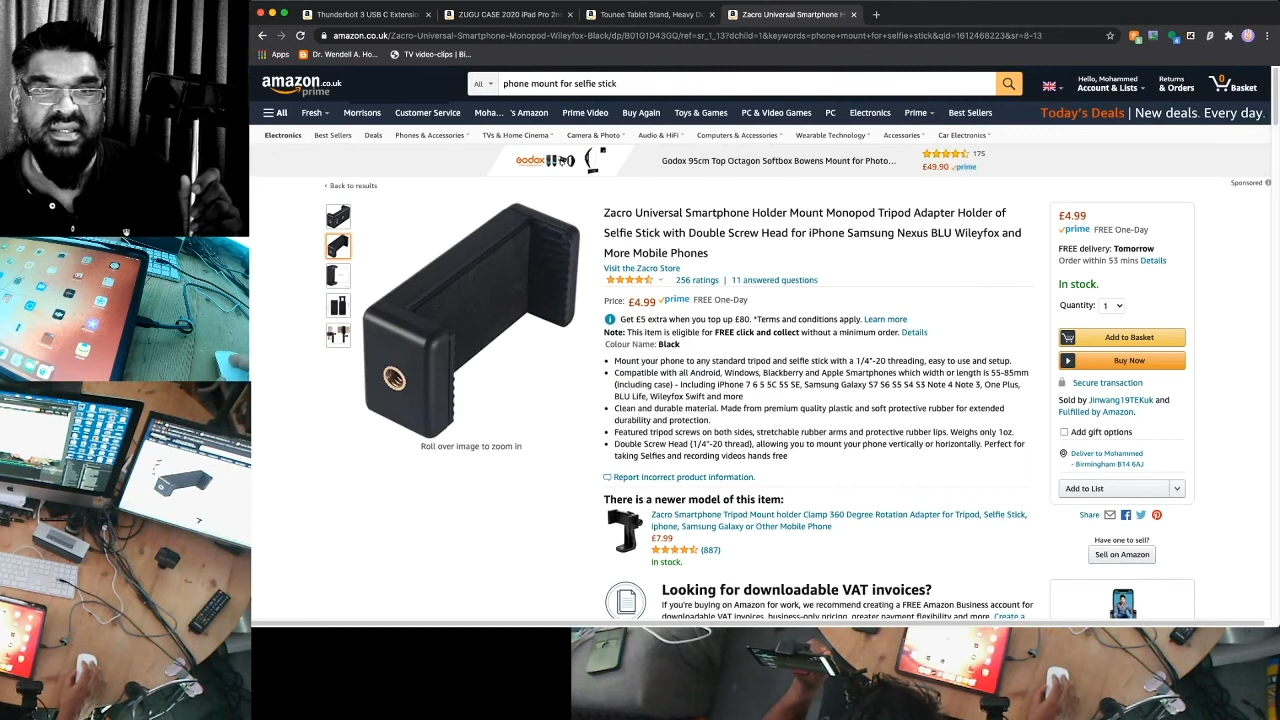 Thunderbolt 3 USB C Extensio
ZUGU CASE 2020 iPad Pro 2n
Tounee Tablet Stand, Heavy D
Zacro Universal Smartphone H
amazon.co.uk/Zacro-Universal-Smartphone-Monopod-Wileyfox-Black/dp/B01G1D43GQ/ref=sr_1_13?dchild=1&keywords=phone+mount+for+selfie+stick&qid=1612468223&sr=8-13
Apps
Dr. Wendell A. Ho...
TV video-clips | Bi...
amazon.co.uk
prime
All
phone mount for selfie stick
Hello, Mohammed
Account & Lists
Returns
& Orders
0
Basket
All
Fresh
Morrisons
Customer Service
Moha... 's Amazon
Prime Video
Buy Again
Toys & Games
PC & Video Games
PC
Electronics
Prime
Best Sellers
Today's Deals | New deals. Every day.
Electronics
Best Sellers
Deals
Phones & Accessories
TVs & Home Cinema
Camera & Photo
Audio & HiFi
Computers & Accessories
Wearable Technology
Accessories
Car Electronics
Godox
Godox 95cm Top Octagon Softbox Bowens Mount for Photo...
175
£49.90 prime
Sponsored
‹ Back to results
Zacro Universal Smartphone Holder Mount Monopod Tripod Adapter Holder of
Selfie Stick with Double Screw Head for iPhone Samsung Nexus BLU Wileyfox and
More Mobile Phones
Visit the Zacro Store
256 ratings | 11 answered questions
Price: £4.99 prime FREE One-Day
Get £5 extra when you top up £80. *Terms and conditions apply. Learn more
Note: This item is eligible for FREE click and collect without a minimum order. Details
Colour Name: Black
Mount your phone to any standard tripod and selfie stick with a 1/4"-20 threading, easy to use and setup.
Compatible with all Android, Windows, Blackberry and Apple Smartphones which width or length is 55-85mm
(including case) - Including iPhone 7 6 5 5C 5S SE, Samsung Galaxy S7 S6 S5 S4 S3 Note 4 Note 3, One Plus,
BLU Life, Wileyfox Swift and more
Clean and durable material. Made from premium quality plastic and soft protective rubber for extended
durability and protection.
Featured tripod screws on both sides, stretchable rubber arms and protective rubber lips. Weighs only 1oz.
Double Screw Head (1/4"-20 thread), allowing you to mount your phone vertically or horizontally. Perfect for
taking Selfies and recording videos hands free
Roll over image to zoom in
Report incorrect product information.
There is a newer model of this item:
Zacro Smartphone Tripod Mount holder Clamp 360 Degree Rotation Adapter for Tripod, Selfie Stick,
iphone, Samsung Galaxy or Other Mobile Phone
£7.99
(887)
In stock.
Looking for downloadable VAT invoices?
If you're buying on Amazon for work, we recommend creating a FREE Amazon Business account for
downloadable VAT invoices, business-only pricing, greater payment flexibility and more. Create a
£4.99
prime FREE One-Day
FREE delivery: Tomorrow
Order within 53 mins Details
In stock.
Quantity: 1
Add to Basket
Buy Now
Secure transaction
Sold by Jinwang19TEKuk and
Fulfilled by Amazon.
Add gift options
Deliver to Mohammed
- Birmingham B14 6AJ
Add to List
Share
Have one to sell?
Sell on Amazon